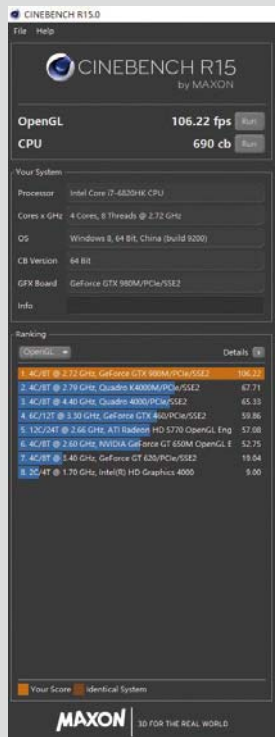 CINEBENCH R15.0
File Help
CINEBENCH R15
by MAXON
OpenGL 106.22 fps Run
CPU 690 cb Run
Your System
Processor Intel Core i7-6820HK CPU
Cores x GHz 4 Cores, 8 Threads @ 2.72 GHz
OS Windows 8, 64 Bit, China (build 9200)
CB Version 64 Bit
GFX Board GeForce GTX 980M/PCIe/SSE2
Info
Ranking
OpenGL Details
1. 4C/8T @ 2.72 GHz, GeForce GTX 980M/PCIe/SSE2 106.22
2. 4C/8T @ 2.79 GHz, Quadro K4000M/PCIe/SSE2 67.71
3. 4C/8T @ 4.40 GHz, Quadro 4000/PCIe/SSE2 65.33
4. 6C/12T @ 3.30 GHz, GeForce GTX 460/PCIe/SSE2 59.86
5. 12C/24T @ 2.66 GHz, ATI Radeon HD 5770 OpenGL Eng 57.08
6. 4C/8T @ 2.60 GHz, NVIDIA GeForce GT 650M OpenGL E 52.75
7. 4C/8T @ 3.40 GHz, GeForce GT 620/PCIe/SSE2 19.04
8. 2C/4T @ 1.70 GHz, Intel(R) HD Graphics 4000 9.00
Your Score Identical System
MAXON 3D FOR THE REAL WORLD